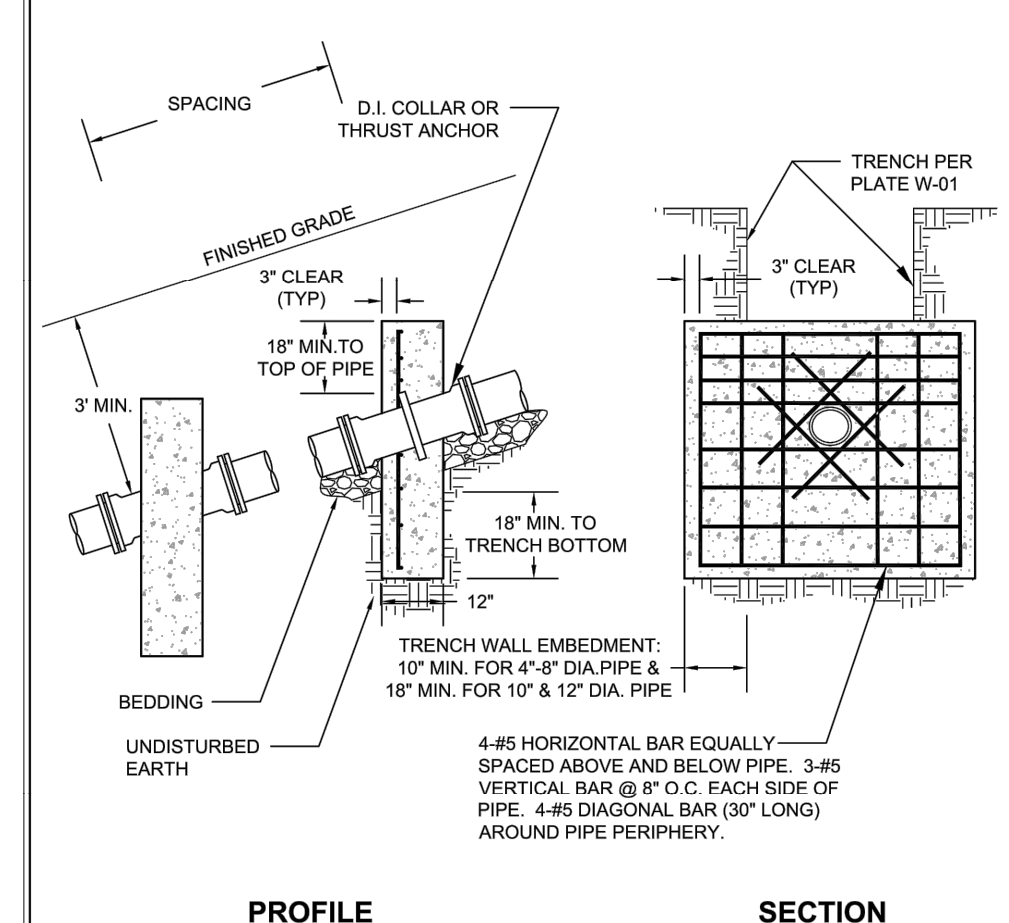 SPACING
D.I. COLLAR OR
THRUST ANCHOR
TRENCH PER
PLATE W-01
FINISHED GRADE
3" CLEAR
(TYP)
3" CLEAR
(TYP)
18" MIN.TO
TOP OF PIPE
3' MIN.
18" MIN. TO
TRENCH BOTTOM
12"
TRENCH WALL EMBEDMENT:
10" MIN. FOR 4"-8" DIA.PIPE &
18" MIN. FOR 10" & 12" DIA. PIPE
BEDDING
UNDISTURBED
EARTH
4-#5 HORIZONTAL BAR EQUALLY
SPACED ABOVE AND BELOW PIPE. 3-#5
VERTICAL BAR @ 8" O.C. EACH SIDE OF
PIPE. 4-#5 DIAGONAL BAR (30" LONG)
AROUND PIPE PERIPHERY.
PROFILE
SECTION